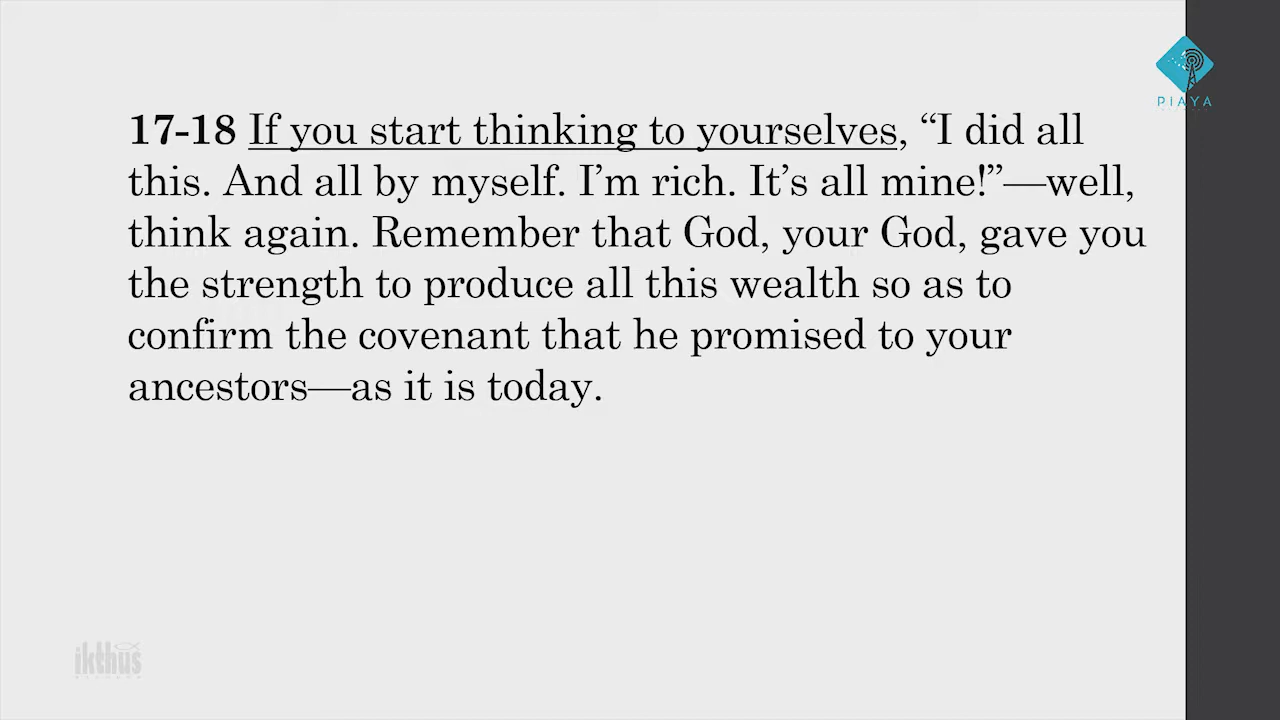 PIAYA
17-18 If you start thinking to yourselves, “I did all
this. And all by myself. I’m rich. It’s all mine!”—well,
think again. Remember that God, your God, gave you
the strength to produce all this wealth so as to
confirm the covenant that he promised to your
ancestors—as it is today.
ikthus